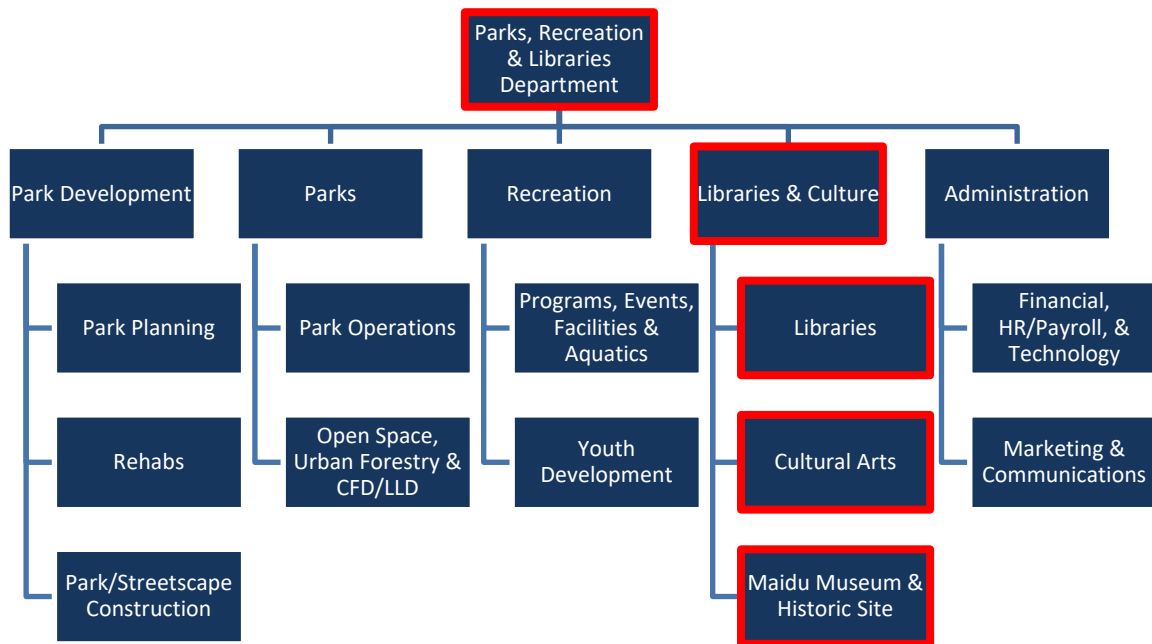 Parks, Recreation
& Libraries
Department
Park Development
Parks
Recreation
Libraries & Culture
Administration
Park Planning
Park Operations
Programs, Events,
Facilities &
Aquatics
Libraries
Financial,
HR/Payroll, &
Technology
Rehabs
Open Space,
Urban Forestry &
CFD/LLD
Youth
Development
Cultural Arts
Marketing &
Communications
Park/Streetscape
Construction
Maidu Museum &
Historic Site